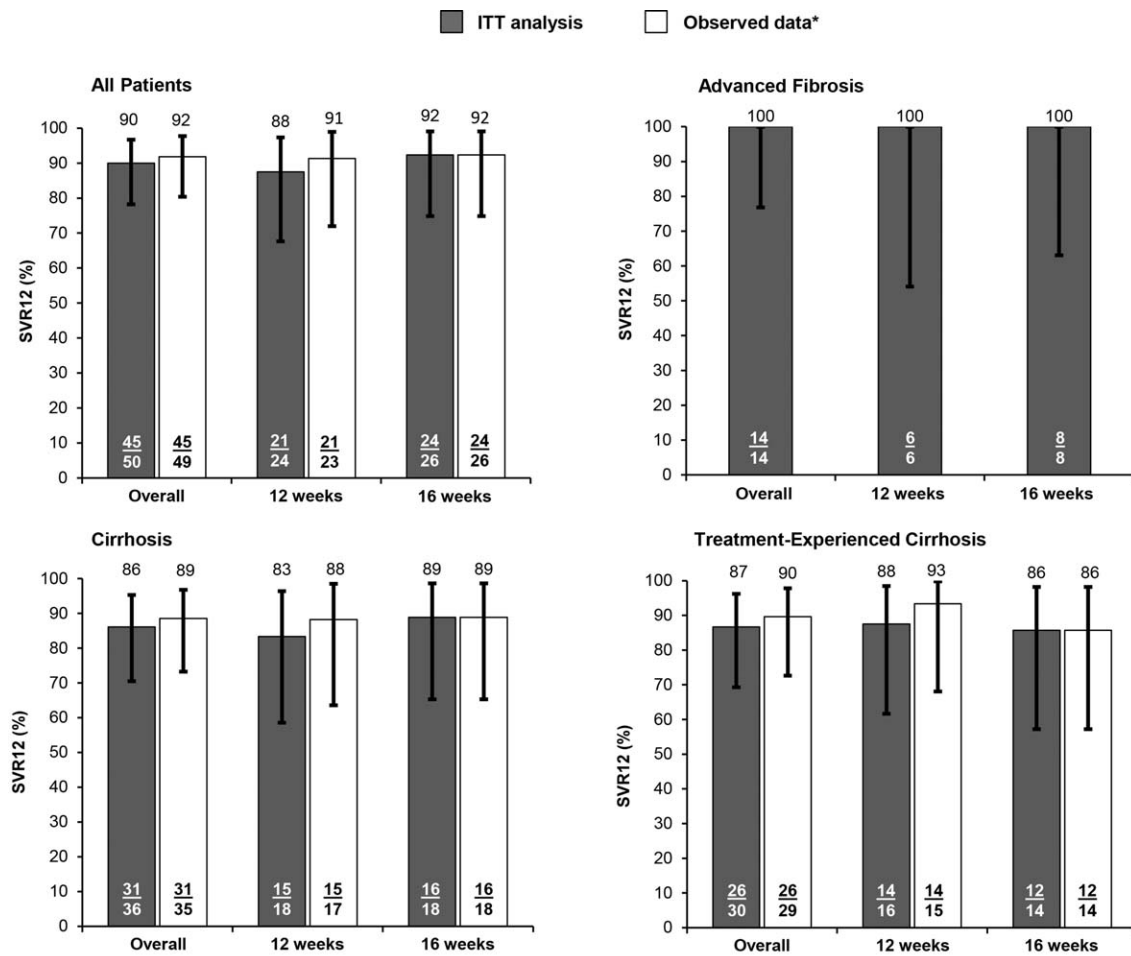 ITT analysis Observed data*
All Patients
90 92 88 91 92 92
SVR12 (%)
100
90
80
70
60
50
40
30
20
10
0
45 45 21 21 24 24
50 49 24 23 26 26
Overall 12 weeks 16 weeks
Advanced Fibrosis
100 100 100
SVR12 (%)
100
90
80
70
60
50
40
30
20
10
0
14 6 8
14 6 8
Overall 12 weeks 16 weeks
Cirrhosis
86 89 83 88 89 89
SVR12 (%)
100
90
80
70
60
50
40
30
20
10
0
31 31 15 15 16 16
36 35 18 17 18 18
Overall 12 weeks 16 weeks
Treatment-Experienced Cirrhosis
87 90 88 93 86 86
SVR12 (%)
100
90
80
70
60
50
40
30
20
10
0
26 26 14 14 12 12
30 29 16 15 14 14
Overall 12 weeks 16 weeks